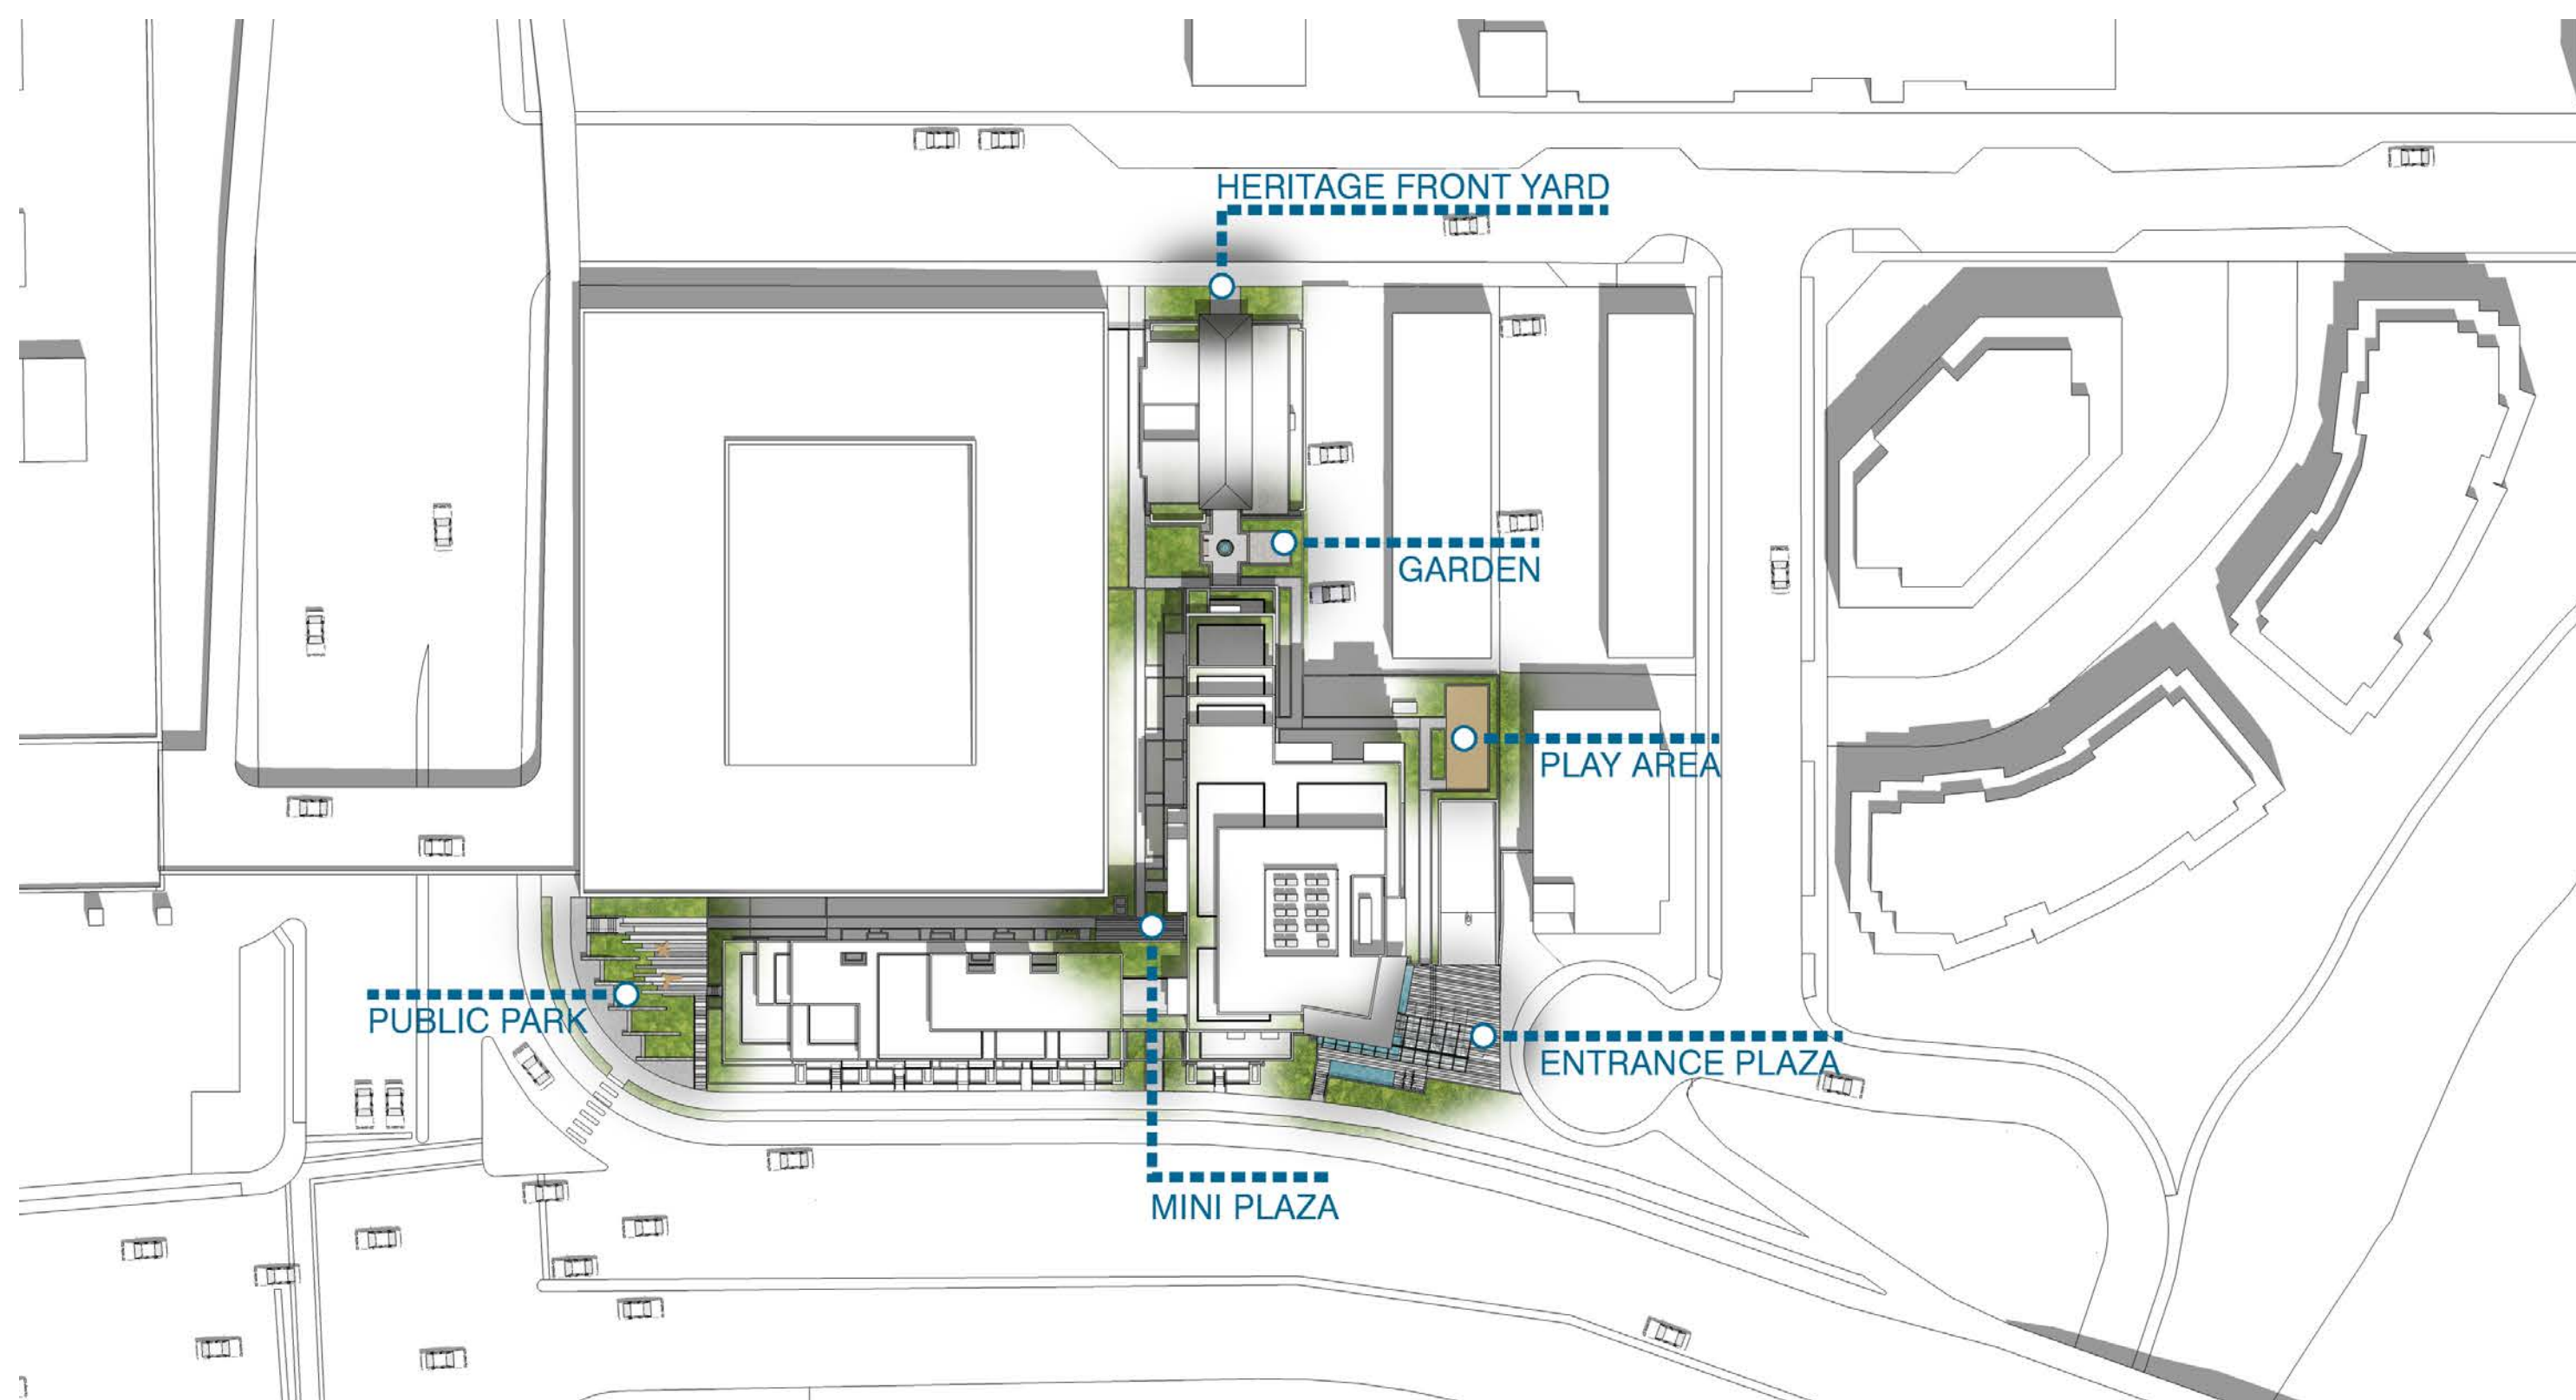 HERITAGE FRONT YARD
GARDEN
PLAY AREA
PUBLIC PARK
ENTRANCE PLAZA
MINI PLAZA